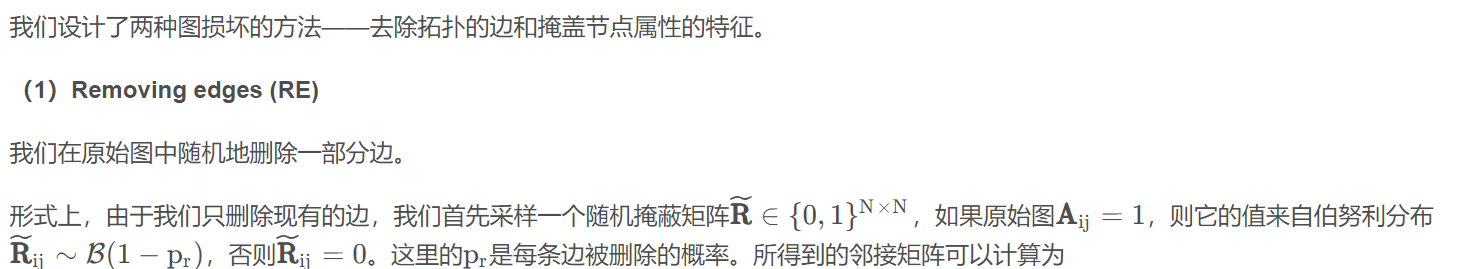 我们设计了两种图损坏的方法——去除拓扑的边和掩盖节点属性的特征。
（1）Removing edges (RE)
我们在原始图中随机地删除一部分边。
形式上，由于我们只删除现有的边，我们首先采样一个随机掩蔽矩阵$\widetilde{\mathbf{R}} \in \{0,1\}^{\mathrm{N} \times \mathrm{N}}$，如果原始图$\mathbf{A}_{\mathrm{ij}} = 1$，则它的值来自伯努利分布
$\widetilde{\mathbf{R}}_{\mathrm{ij}} \sim \mathcal{B}(1 - \mathrm{p_r})$，否则$\widetilde{\mathbf{R}}_{\mathrm{ij}} = 0$。这里的$\mathrm{p_r}$是每条边被删除的概率。所得到的邻接矩阵可以计算为